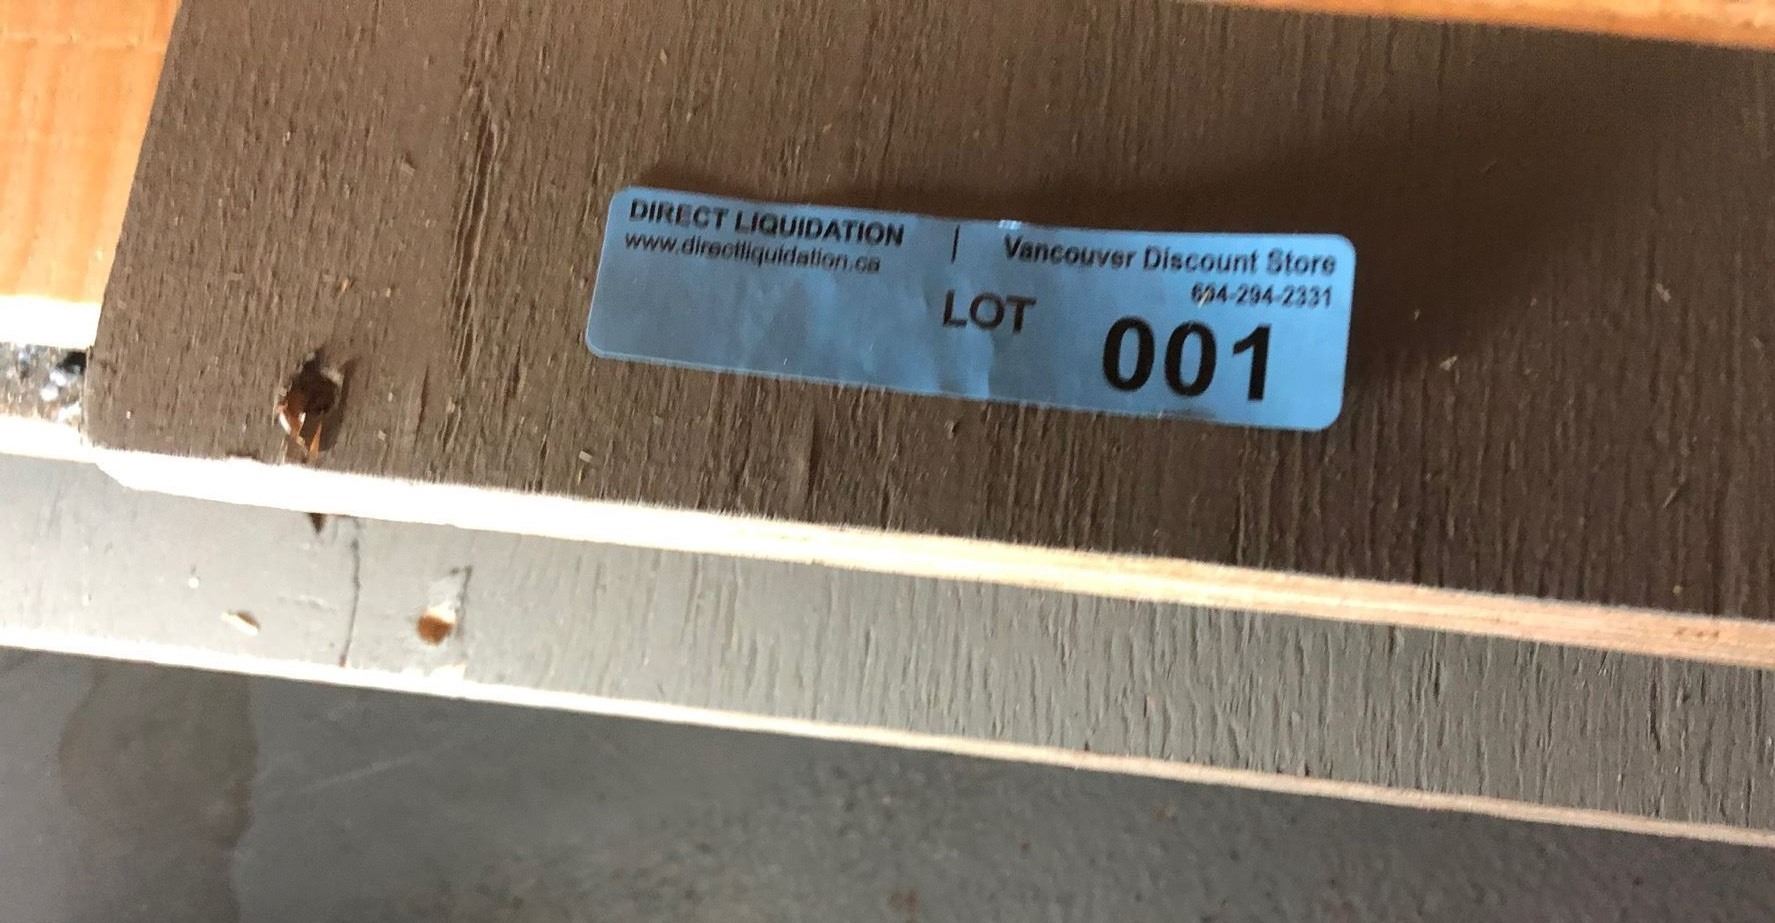 DIRECT LIQUIDATION | Vancouver Discount Store
www.directliquidation.ca
604-294-2331
LOT 001